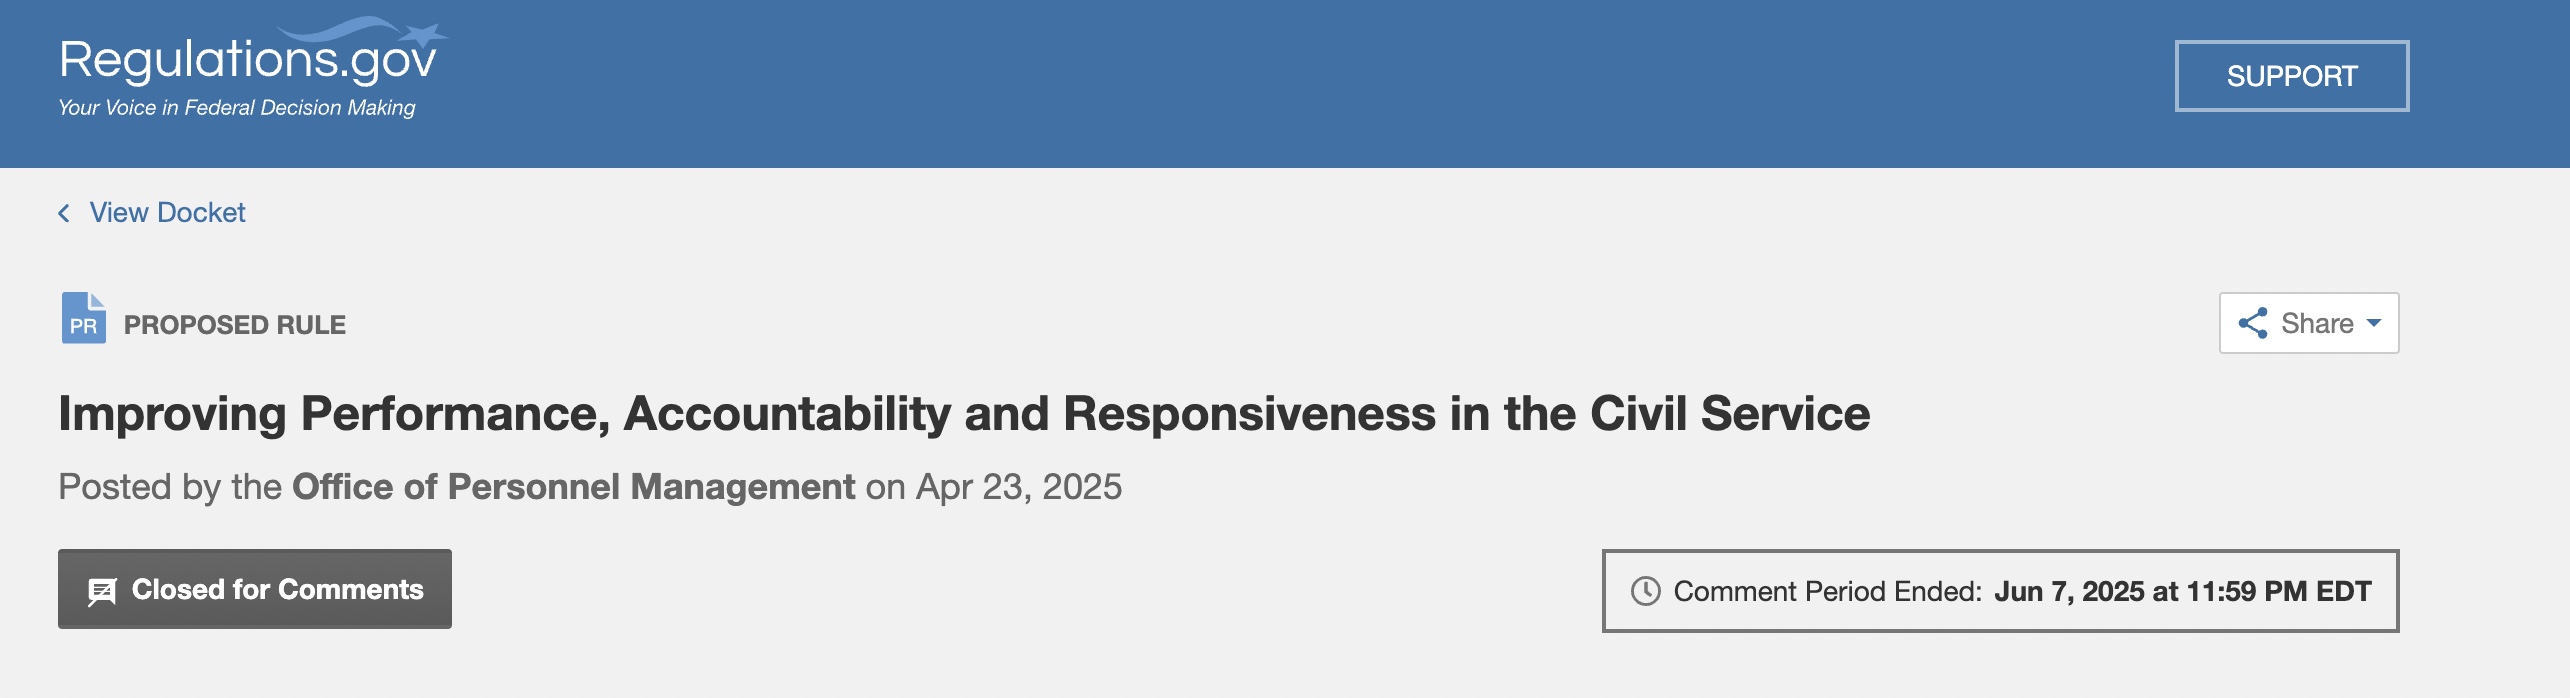 Regulations.gov
Your Voice in Federal Decision Making
SUPPORT
View Docket
PR
PROPOSED RULE
Share
Improving Performance, Accountability and Responsiveness in the Civil Service
Posted by the Office of Personnel Management on Apr 23, 2025
Closed for Comments
Comment Period Ended: Jun 7, 2025 at 11:59 PM EDT